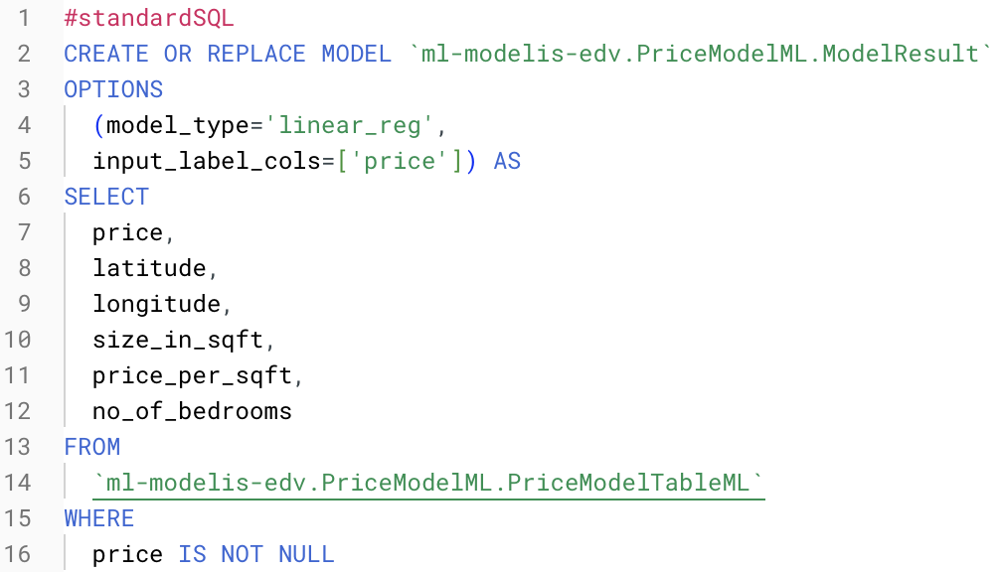 1 #standardSQL
2 CREATE OR REPLACE MODEL `ml-modelis-edv.PriceModelML.ModelResult`
3 OPTIONS
4 (model_type='linear_reg',
5 input_label_cols=['price']) AS
6 SELECT
7 price,
8 latitude,
9 longitude,
10 size_in_sqft,
11 price_per_sqft,
12 no_of_bedrooms
13 FROM
14 `ml-modelis-edv.PriceModelML.PriceModelTableML`
15 WHERE
16 price IS NOT NULL